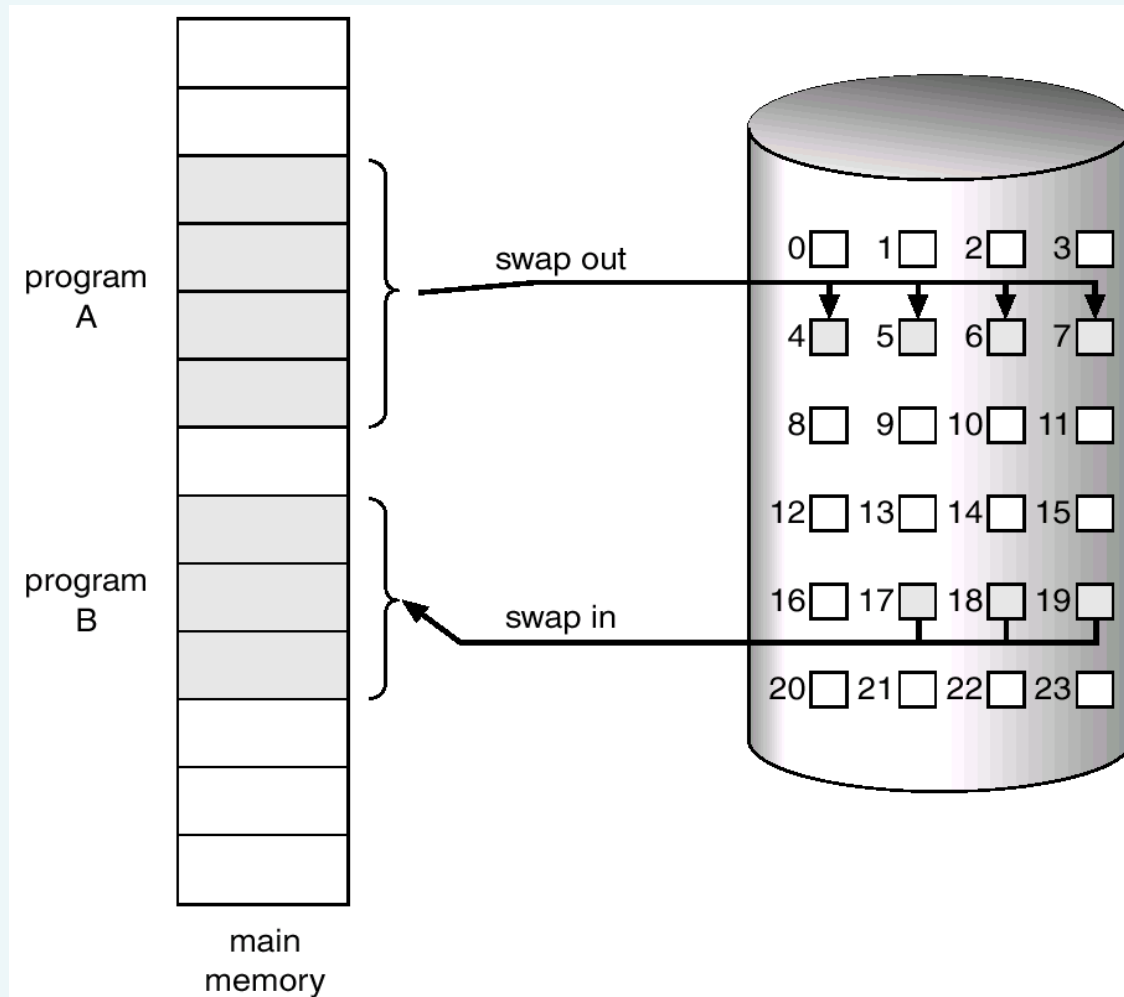 0 1 2 3
swap out
program
A
4 5 6 7
8 9 10 11
12 13 14 15
program
B
16 17 18 19
swap in
20 21 22 23
main
memory